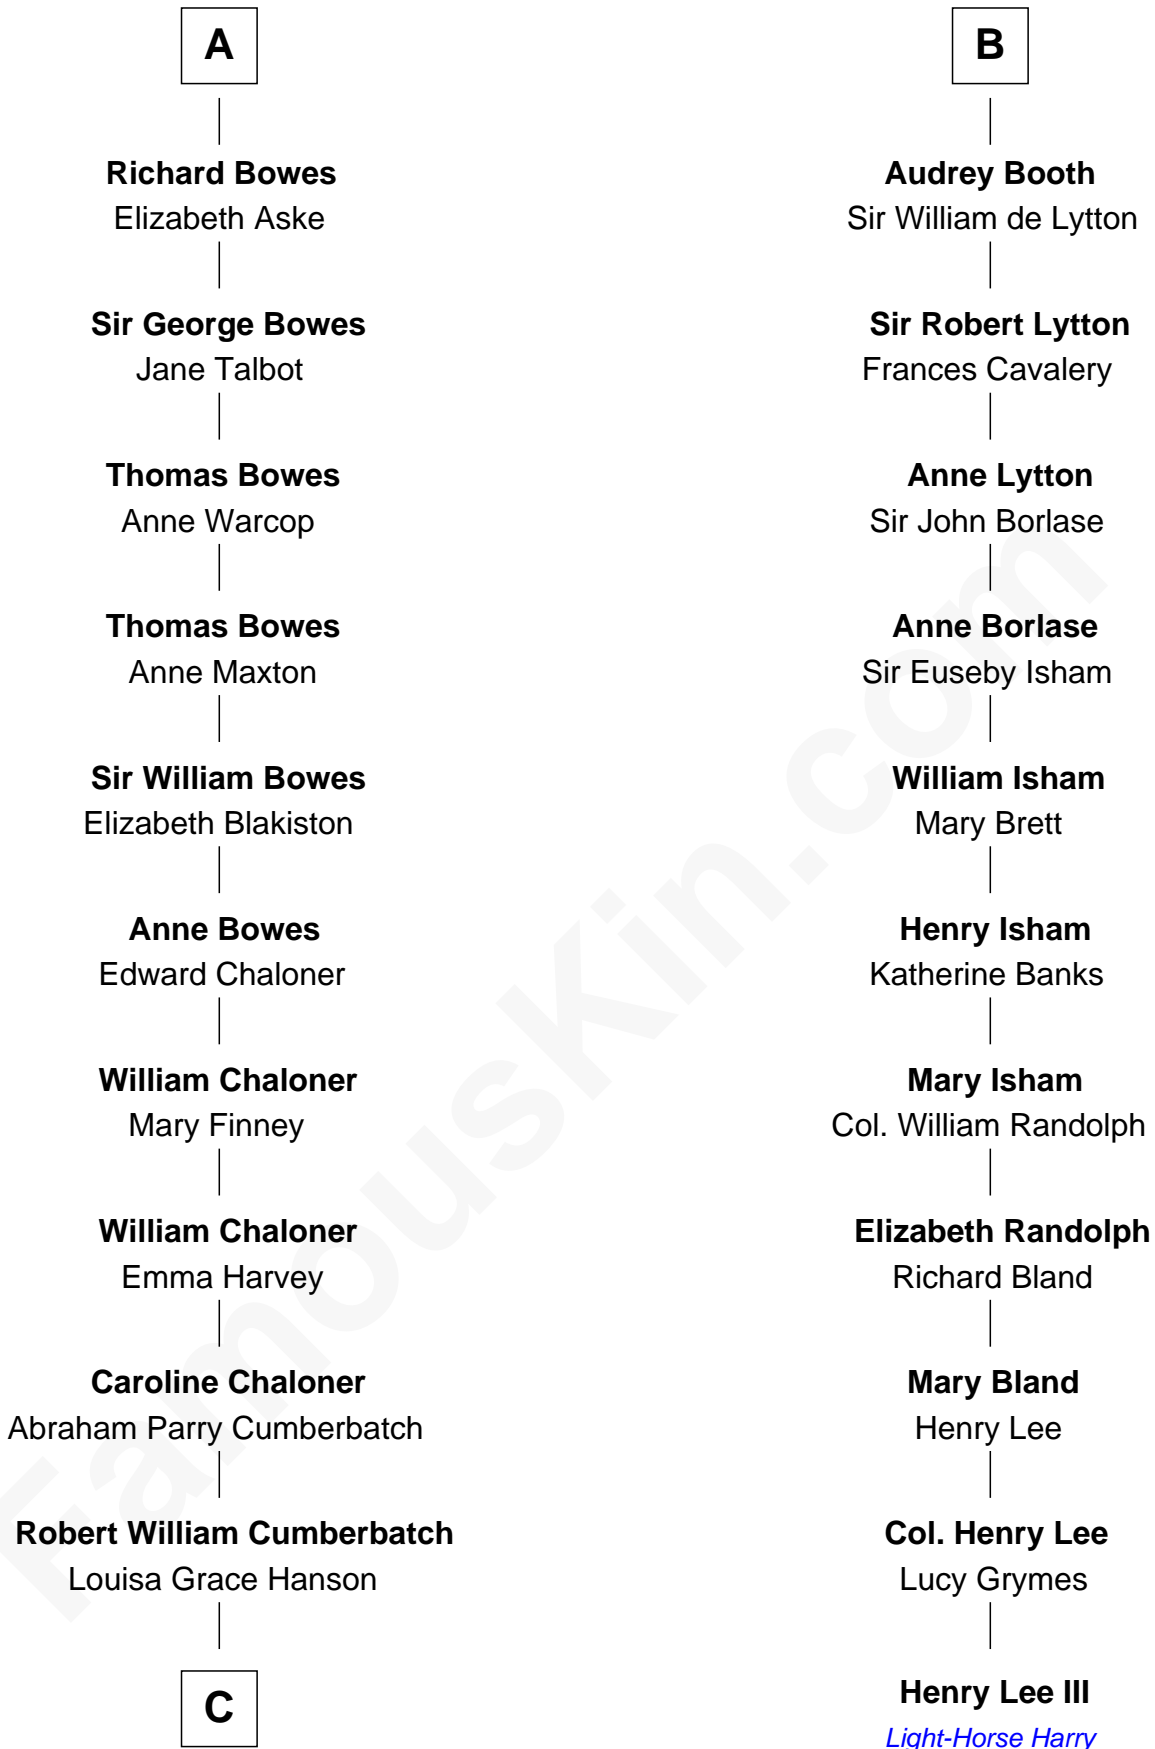 A
Richard Bowes
Elizabeth Aske
Sir George Bowes
Jane Talbot
Thomas Bowes
Anne Warcop
Thomas Bowes
Anne Maxton
Sir William Bowes
Elizabeth Blakiston
Anne Bowes
Edward Chaloner
William Chaloner
Mary Finney
William Chaloner
Emma Harvey
Caroline Chaloner
Abraham Parry Cumberbatch
Robert William Cumberbatch
Louisa Grace Hanson
C
B
Audrey Booth
Sir William de Lytton
Sir Robert Lytton
Frances Cavalery
Anne Lytton
Sir John Borlase
Anne Borlase
Sir Euseby Isham
William Isham
Mary Brett
Henry Isham
Katherine Banks
Mary Isham
Col. William Randolph
Elizabeth Randolph
Richard Bland
Mary Bland
Henry Lee
Col. Henry Lee
Lucy Grymes
Henry Lee III
Light-Horse Harry
FamousKin.com